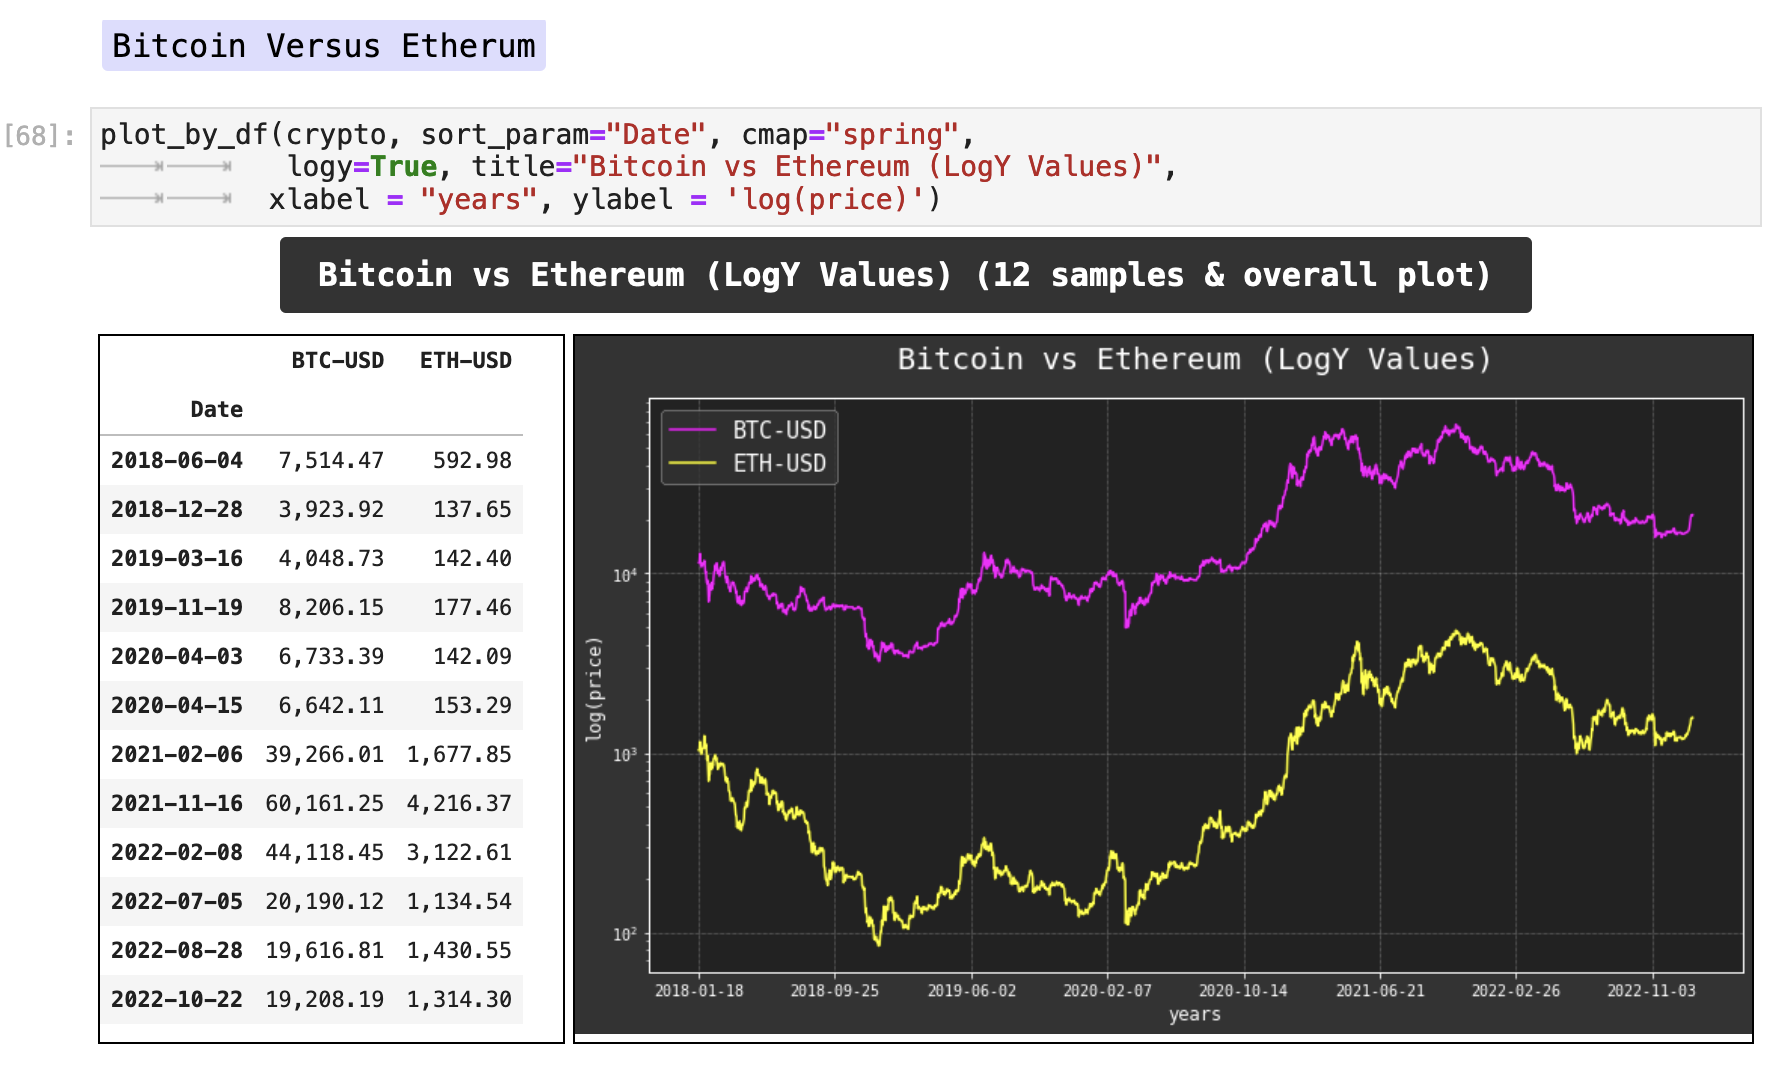 Bitcoin Versus Etherum
[68]:
plot_by_df(crypto, sort_param="Date", cmap="spring",
logy=True, title="Bitcoin vs Ethereum (LogY Values)",
xlabel = "years", ylabel = 'log(price)')
Bitcoin vs Ethereum (LogY Values) (12 samples & overall plot)
BTC-USD ETH-USD
Date
2018-06-04 7,514.47 592.98
2018-12-28 3,923.92 137.65
2019-03-16 4,048.73 142.40
2019-11-19 8,206.15 177.46
2020-04-03 6,733.39 142.09
2020-04-15 6,642.11 153.29
2021-02-06 39,266.01 1,677.85
2021-11-16 60,161.25 4,216.37
2022-02-08 44,118.45 3,122.61
2022-07-05 20,190.12 1,134.54
2022-08-28 19,616.81 1,430.55
2022-10-22 19,208.19 1,314.30
Bitcoin vs Ethereum (LogY Values)
BTC-USD
ETH-USD
log(price)
10⁴
10³
10²
2018-01-18 2018-09-25 2019-06-02 2020-02-07 2020-10-14 2021-06-21 2022-02-26 2022-11-03
years